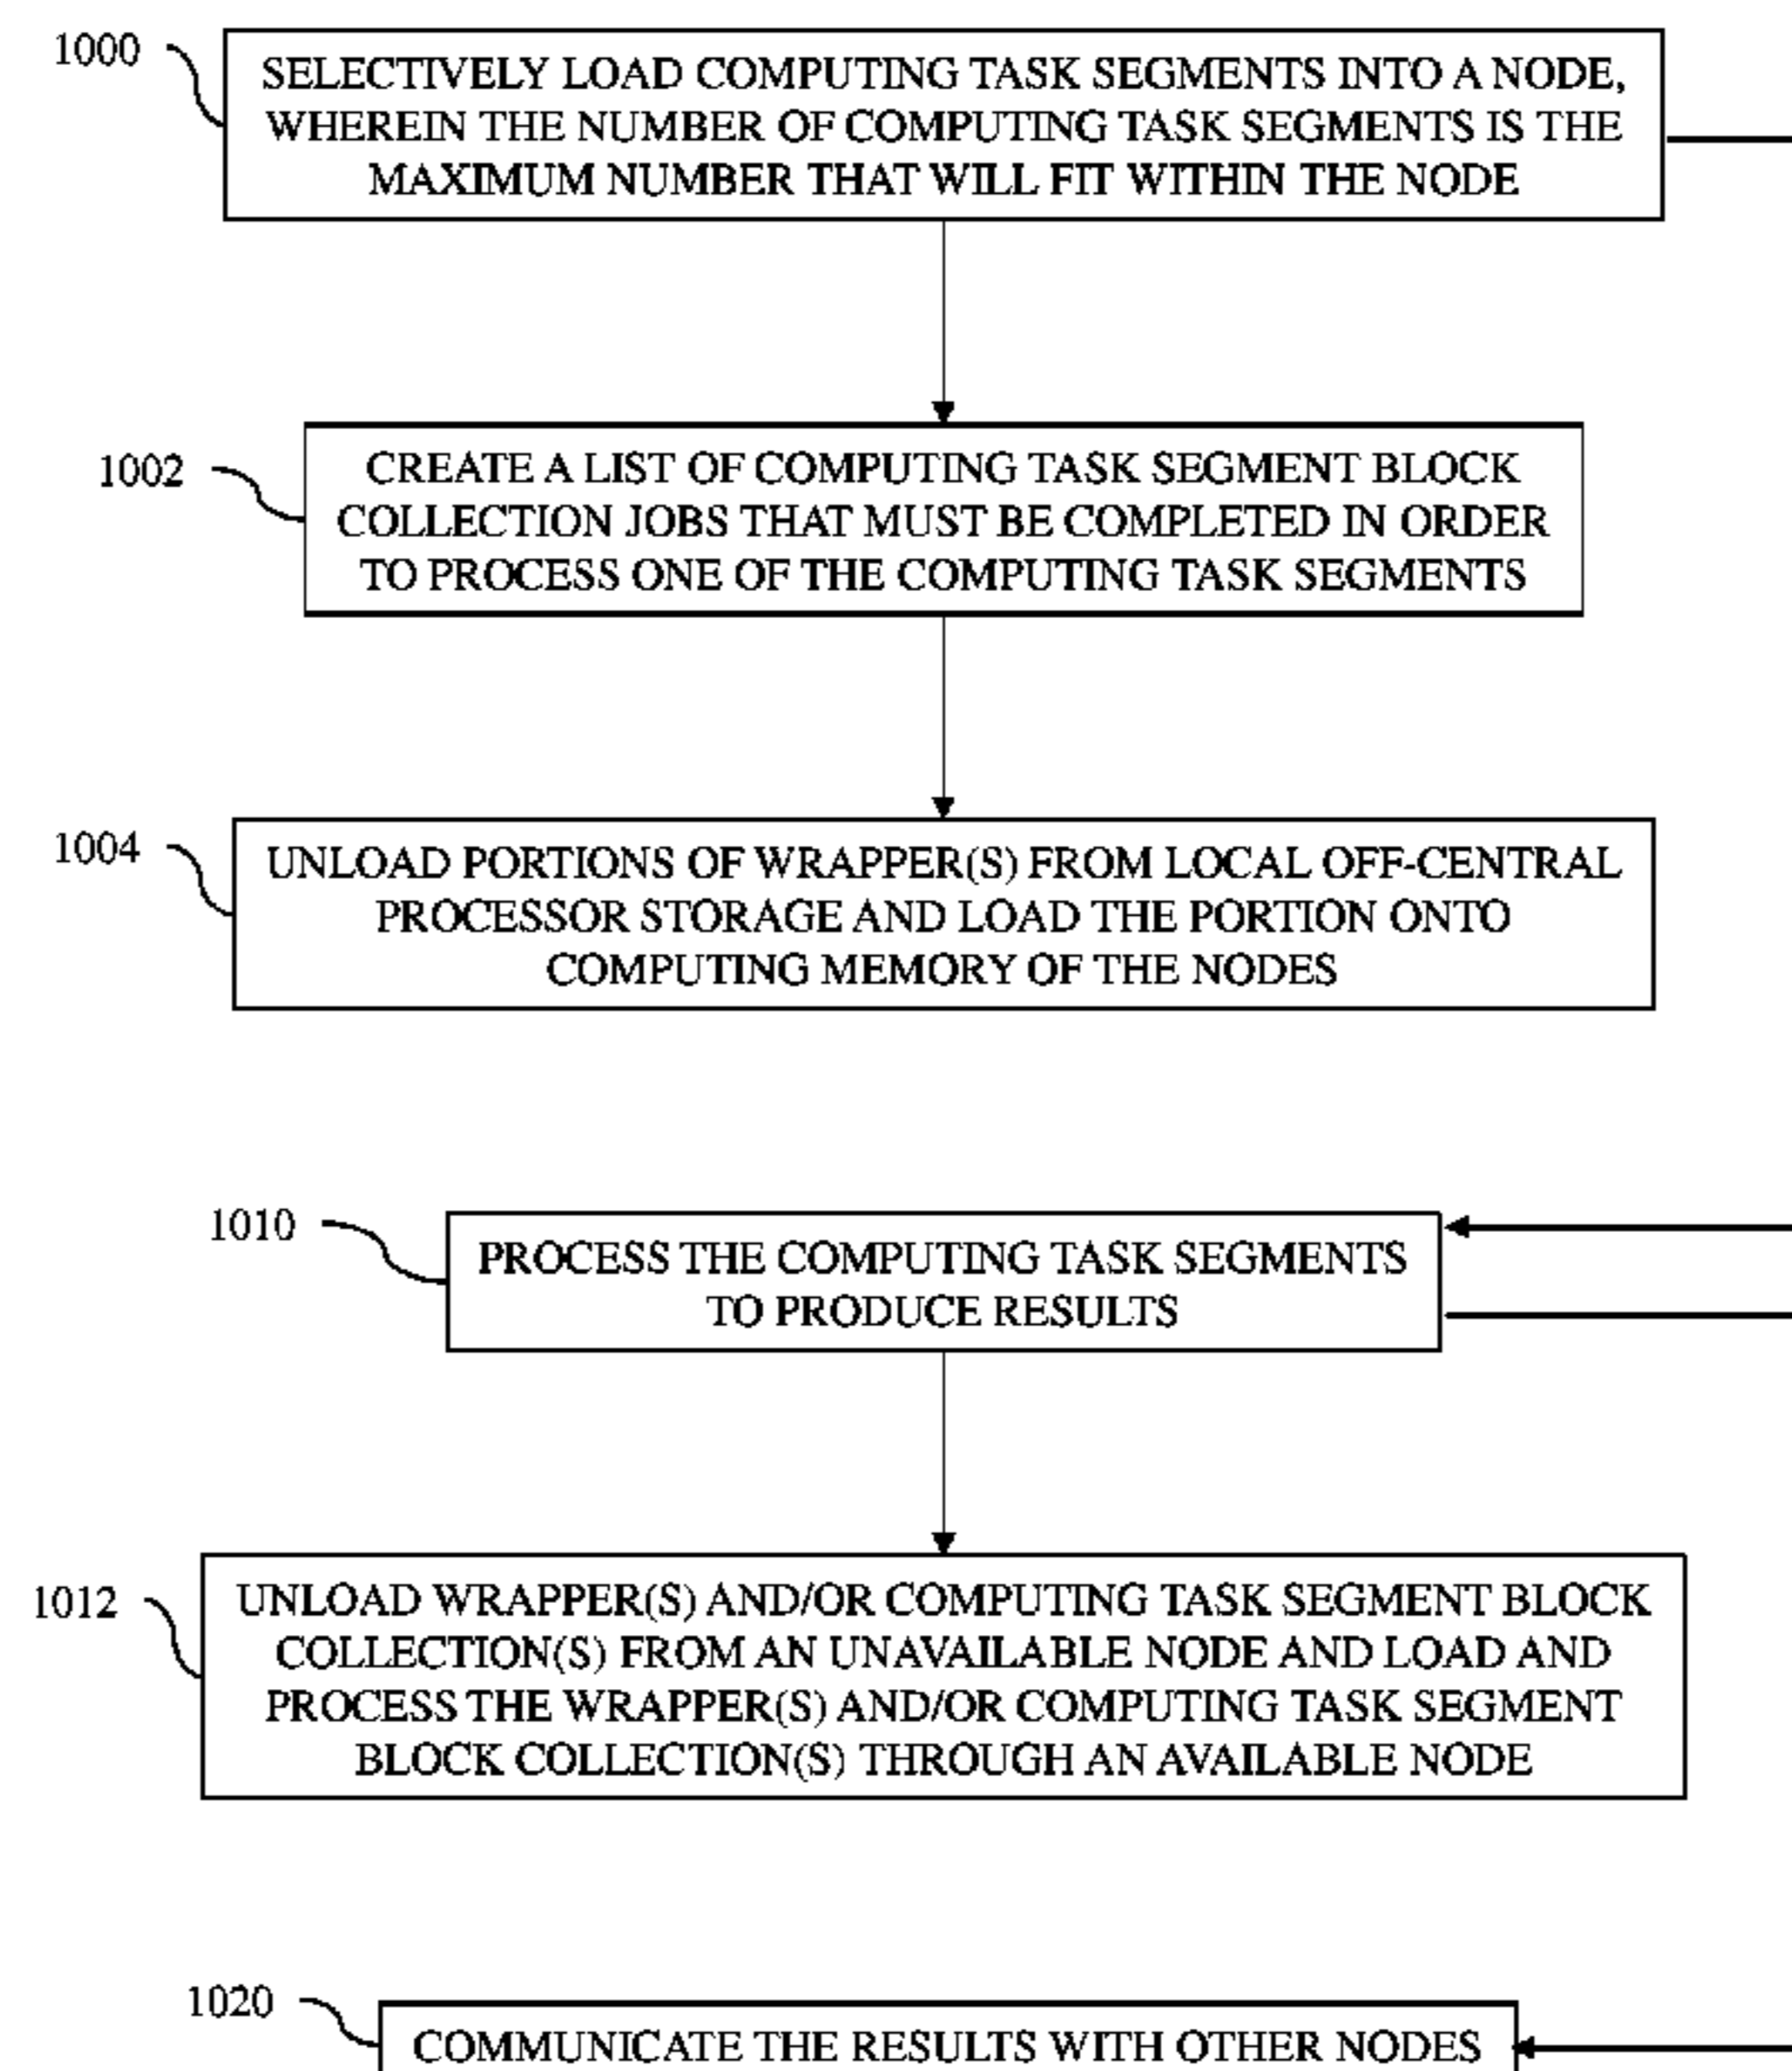 1000
SELECTIVELY LOAD COMPUTING TASK SEGMENTS INTO A NODE,
WHEREIN THE NUMBER OF COMPUTING TASK SEGMENTS IS THE
MAXIMUM NUMBER THAT WILL FIT WITHIN THE NODE
1002
CREATE A LIST OF COMPUTING TASK SEGMENT BLOCK
COLLECTION JOBS THAT MUST BE COMPLETED IN ORDER
TO PROCESS ONE OF THE COMPUTING TASK SEGMENTS
1004
UNLOAD PORTIONS OF WRAPPER(S) FROM LOCAL OFF-CENTRAL
PROCESSOR STORAGE AND LOAD THE PORTION ONTO
COMPUTING MEMORY OF THE NODES
1010
PROCESS THE COMPUTING TASK SEGMENTS
TO PRODUCE RESULTS
1012
UNLOAD WRAPPER(S) AND/OR COMPUTING TASK SEGMENT BLOCK
COLLECTION(S) FROM AN UNAVAILABLE NODE AND LOAD AND
PROCESS THE WRAPPER(S) AND/OR COMPUTING TASK SEGMENT
BLOCK COLLECTION(S) THROUGH AN AVAILABLE NODE
1020
COMMUNICATE THE RESULTS WITH OTHER NODES